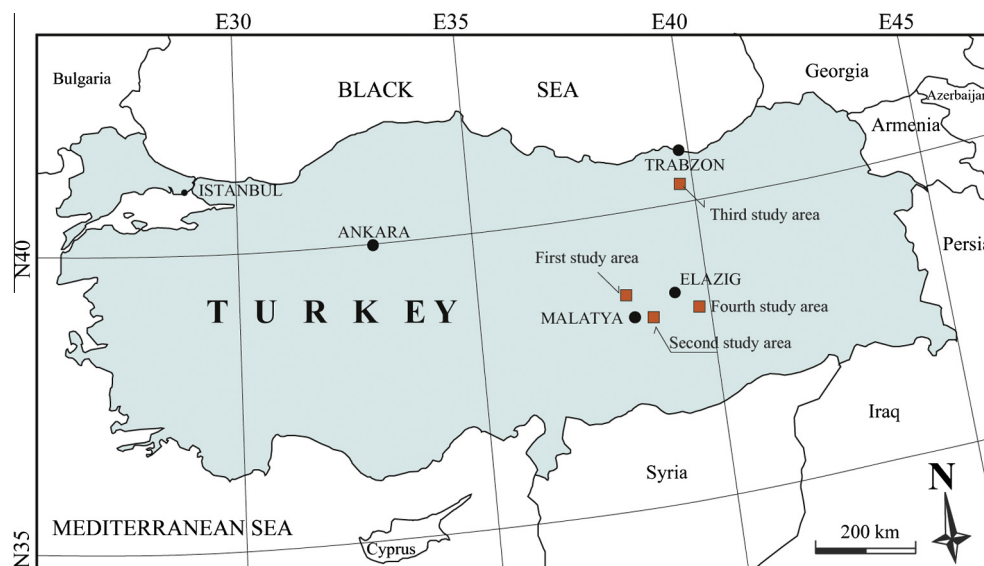 E30
E35
E40
E45
Bulgaria
BLACK SEA
Georgia
Azerbaijan
Armenia
TRABZON
ISTANBUL
Third study area
ANKARA
N40
Persia
First study area
ELAZIG
TURKEY
Fourth study area
MALATYA
Second study area
Iraq
Syria
N
MEDITERRANEAN SEA
200 km
Cyprus
N35